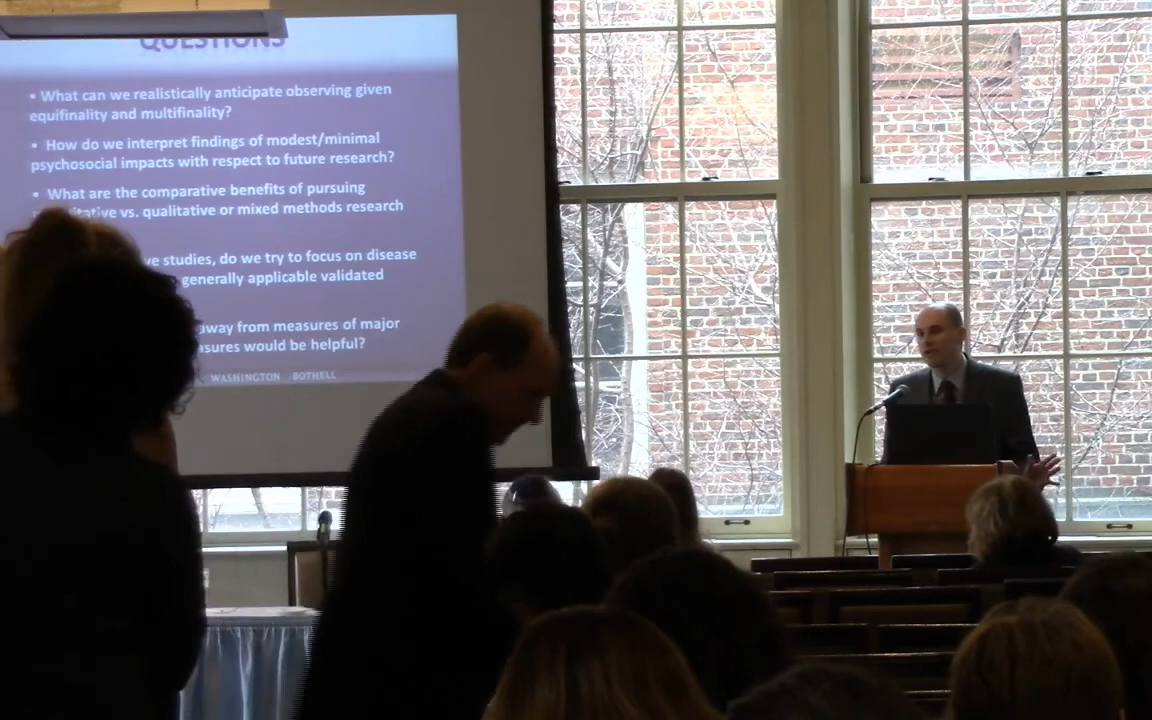 QUESTIONS
• What can we realistically anticipate observing given
equifinality and multifinality?
• How do we interpret findings of modest/minimal
psychosocial impacts with respect to future research?
• What are the comparative benefits of pursuing
vs. qualitative or mixed methods research
studies, do we try to focus on disease
generally applicable validated
away from measures of major
would be helpful?
WASHINGTON BOTHELL